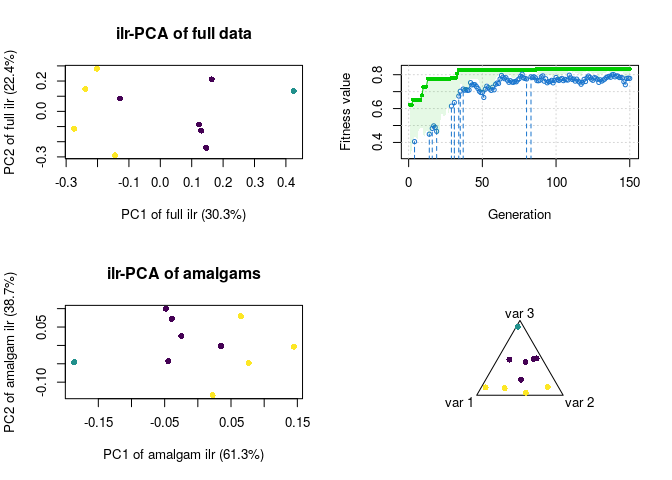 ilr-PCA of full data
PC2 of full ilr (22.4%)
0.2
0.0
-0.3
-0.3
-0.1
0.0
0.1
0.2
0.3
0.4
PC1 of full ilr (30.3%)
Fitness value
0.8
0.6
0.4
0
50
100
150
Generation
ilr-PCA of amalgams
PC2 of amalgam ilr (38.7%)
0.05
-0.10
-0.15
-0.05
0.05
0.15
PC1 of amalgam ilr (61.3%)
var 3
var 1
var 2